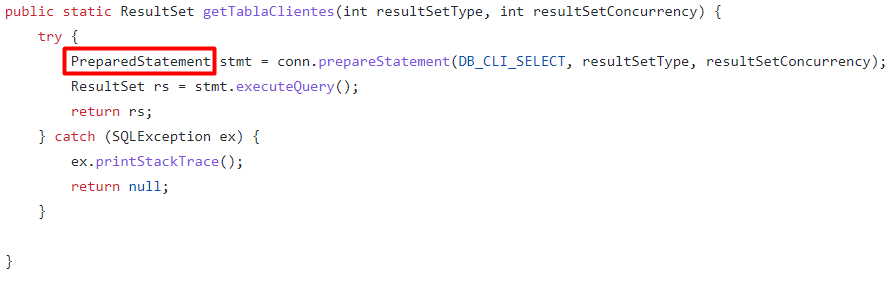 public static ResultSet getTablaClientes(int resultSetType, int resultSetConcurrency) {
    try {
        PreparedStatement stmt = conn.prepareStatement(DB_CLI_SELECT, resultSetType, resultSetConcurrency);
        ResultSet rs = stmt.executeQuery();
        return rs;
    } catch (SQLException ex) {
        ex.printStackTrace();
        return null;
    }
}